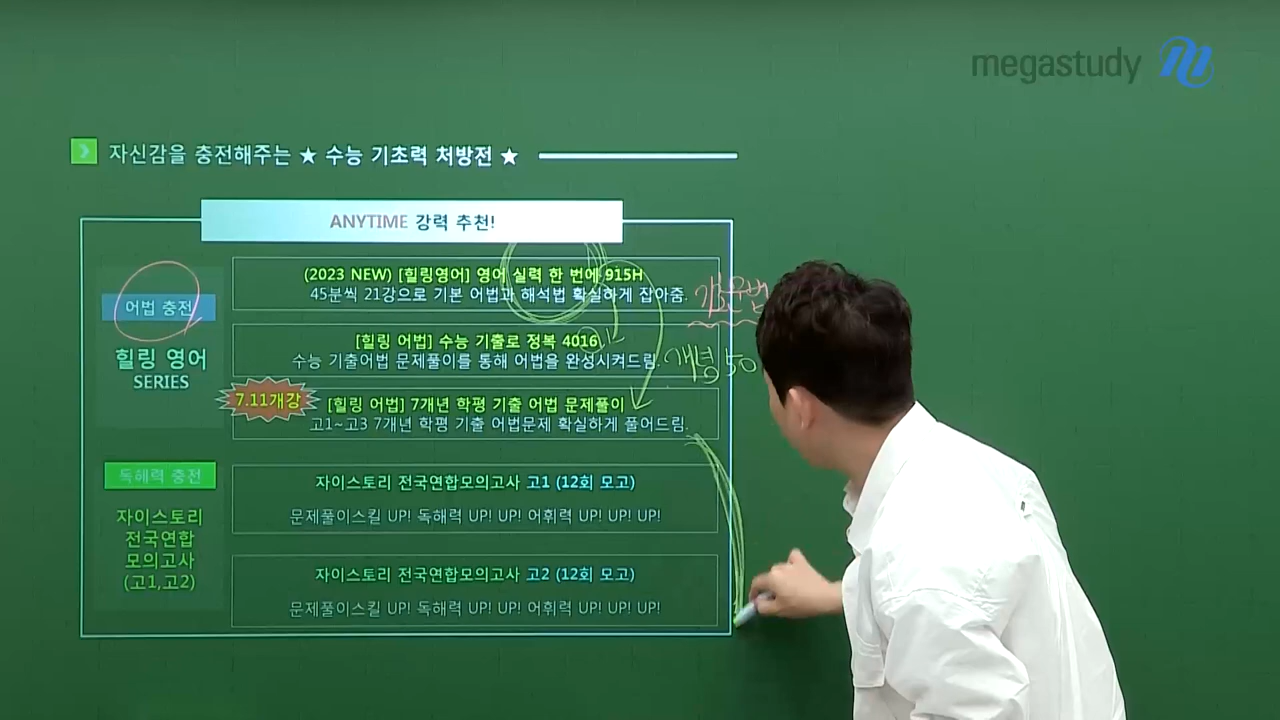 megastudy
자신감을 충전해주는 ★ 수능 기초력 처방전 ★
ANYTIME 강력 추천!
어법 충전
힐링 영어
SERIES
(2023 NEW) [힐링영어] 영어 실력 한 번에 915H
45분씩 21강으로 기본 어법과 해석법 확실하게 잡아줌.
[힐링 어법] 수능 기출로 정복 4016
수능 기출어법 문제풀이를 통해 어법을 완성시켜드림.
개념 50
7.11개강
[힐링 어법] 7개년 학평 기출 어법 문제풀이
고1~고3 7개년 학평 기출 어법문제 확실하게 풀어드림.
독해력 충전
자이스토리
전국연합
모의고사
(고1,고2)
자이스토리 전국연합모의고사 고1 (12회 모고)
문제풀이스킬 UP! 독해력 UP! UP! 어휘력 UP! UP! UP!
자이스토리 전국연합모의고사 고2 (12회 모고)
문제풀이스킬 UP! 독해력 UP! UP! 어휘력 UP! UP! UP!